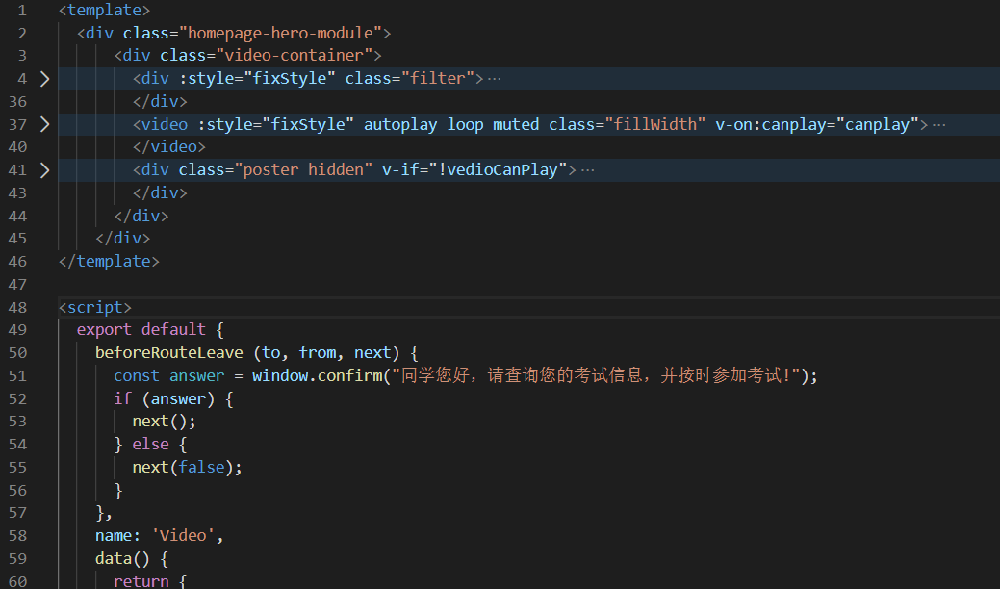 1 <template>
2 <div class="homepage-hero-module">
3 <div class="video-container">
4 <div :style="fixStyle" class="filter">…
36 </div>
37 <video :style="fixStyle" autoplay loop muted class="fillWidth" v-on:canplay="canplay">…
40 </video>
41 <div class="poster hidden" v-if="!vedioCanPlay">…
43 </div>
44 </div>
45 </div>
46 </template>
47
48 <script>
49 export default {
50 beforeRouteLeave (to, from, next) {
51 const answer = window.confirm("同学您好，请查询您的考试信息，并按时参加考试!");
52 if (answer) {
53 next();
54 } else {
55 next(false);
56 }
57 },
58 name: 'Video',
59 data() {
60 return {